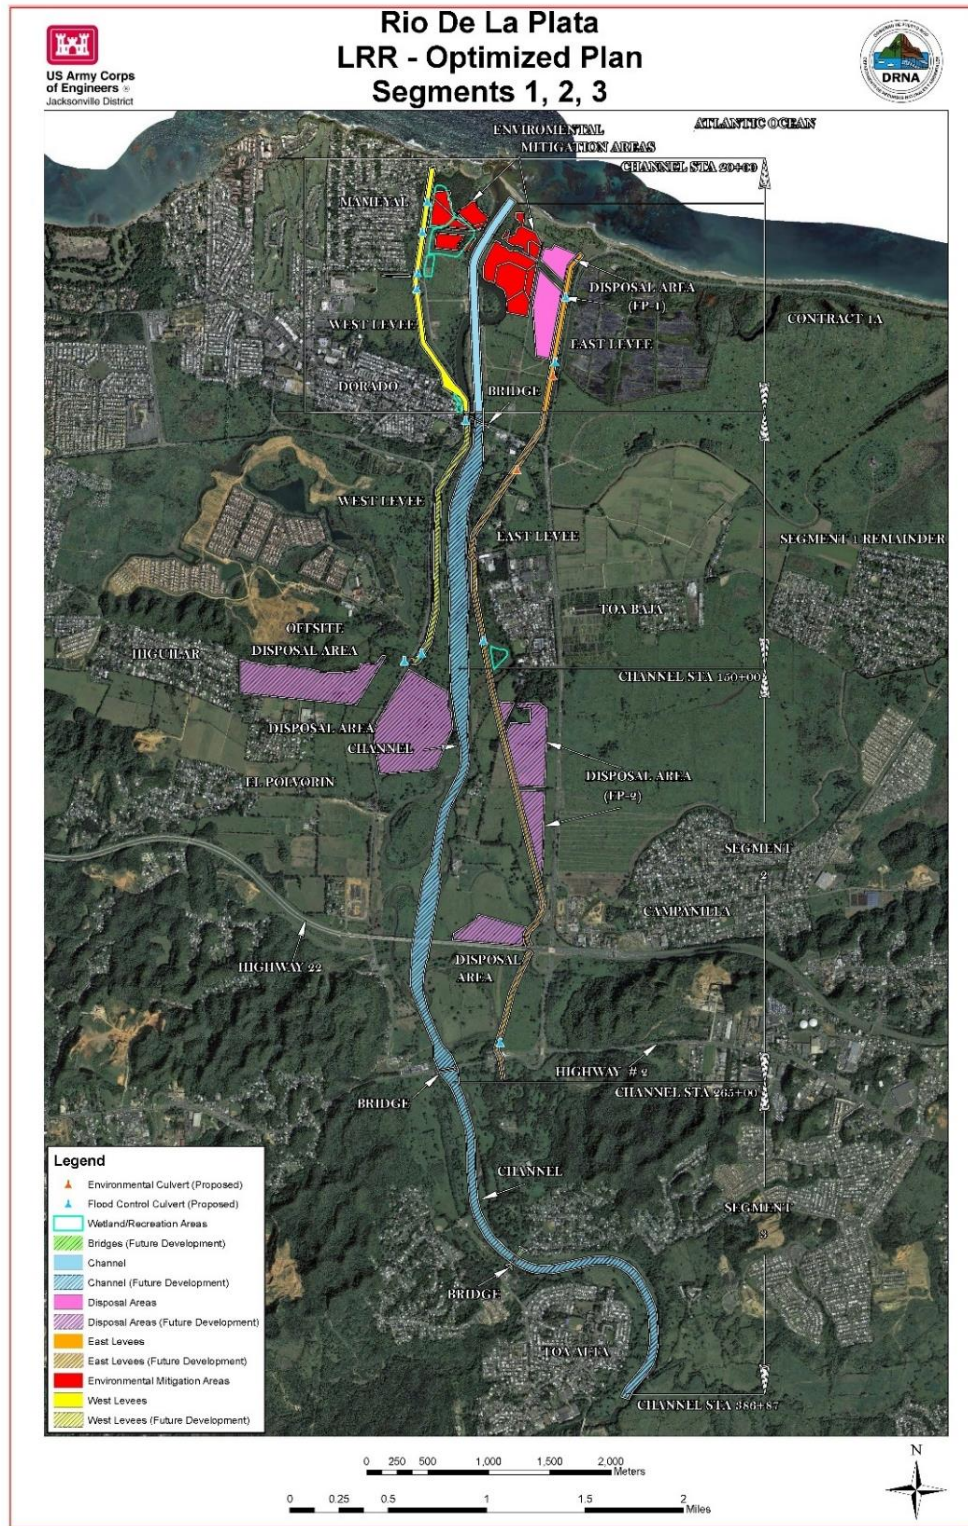 Rio De La Plata
LRR - Optimized Plan
Segments 1, 2, 3
US Army Corps
of Engineers ®
Jacksonville District
DRNA
ATLANTIC OCEAN
ENVIROMENTAL
MITIGATION AREAS
CHANNEL STA 20+00
MAMEYAL
DISPOSAL AREA
(FP-1)
CONTRACT 1A
WEST LEVEE
EAST LEVEE
DORADO
BRIDGE
WEST LEVEE
EAST LEVEE
SEGMENT 1 REMAINDER
TOA BAJA
OFFSITE
DISPOSAL AREA
HIGUILAR
CHANNEL STA 150+00
DISPOSAL AREA
CHANNEL
EL POLVORIN
DISPOSAL AREA
(FP-2)
SEGMENT
2
CAMPANILLA
DISPOSAL
AREA
HIGHWAY 22
HIGHWAY # 2
CHANNEL STA 265+00
BRIDGE
CHANNEL
SEGMENT
3
BRIDGE
TOA ALTA
CHANNEL STA 386+87
Legend
Environmental Culvert (Proposed)
Flood Control Culvert (Proposed)
Wetland/Recreation Areas
Bridges (Future Development)
Channel
Channel (Future Development)
Disposal Areas
Disposal Areas (Future Development)
East Levees
East Levees (Future Development)
Environmental Mitigation Areas
West Levees
West Levees (Future Development)
0 250 500 1,000 1,500 2,000
Meters
0 0.25 0.5 1 1.5 2
Miles
N